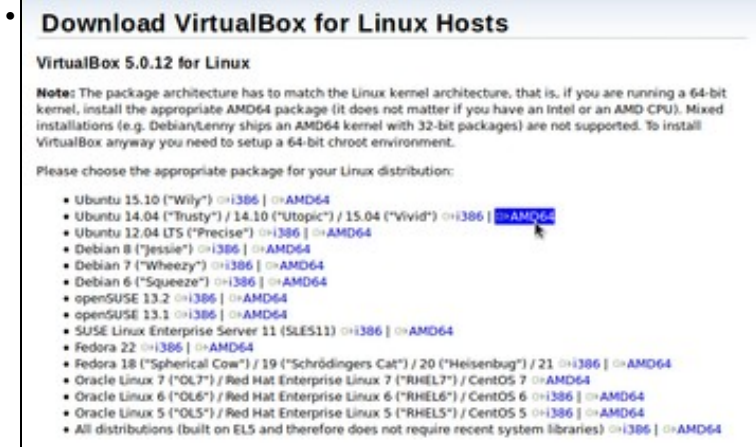 Download VirtualBox for Linux Hosts
VirtualBox 5.0.12 for Linux
Note: The package architecture has to match the Linux kernel architecture, that is, if you are running a 64-bit
kernel, install the appropriate AMD64 package (it does not matter if you have an Intel or an AMD CPU). Mixed
installations (e.g. Debian/Lenny ships an AMD64 kernel with 32-bit packages) are not supported. To install
VirtualBox anyway you need to setup a 64-bit chroot environment.
Please choose the appropriate package for your Linux distribution:
• Ubuntu 15.10 ("Wily") i386 | AMD64
• Ubuntu 14.04 ("Trusty") / 14.10 ("Utopic") / 15.04 ("Vivid") i386 | AMD64
• Ubuntu 12.04 LTS ("Precise") i386 | AMD64
• Debian 8 ("Jessie") i386 | AMD64
• Debian 7 ("Wheezy") i386 | AMD64
• Debian 6 ("Squeeze") i386 | AMD64
• openSUSE 13.2 i386 | AMD64
• openSUSE 13.1 i386 | AMD64
• SUSE Linux Enterprise Server 11 (SLES11) i386 | AMD64
• Fedora 22 i386 | AMD64
• Fedora 18 ("Spherical Cow") / 19 ("Schrödingers Cat") / 20 ("Heisenbug") / 21 i386 | AMD64
• Oracle Linux 7 ("OL7") / Red Hat Enterprise Linux 7 ("RHEL7") / CentOS 7 AMD64
• Oracle Linux 6 ("OL6") / Red Hat Enterprise Linux 6 ("RHEL6") / CentOS 6 i386 | AMD64
• Oracle Linux 5 ("OL5") / Red Hat Enterprise Linux 5 ("RHEL5") / CentOS 5 i386 | AMD64
• All distributions (built on EL5 and therefore does not require recent system libraries) i386 | AMD64